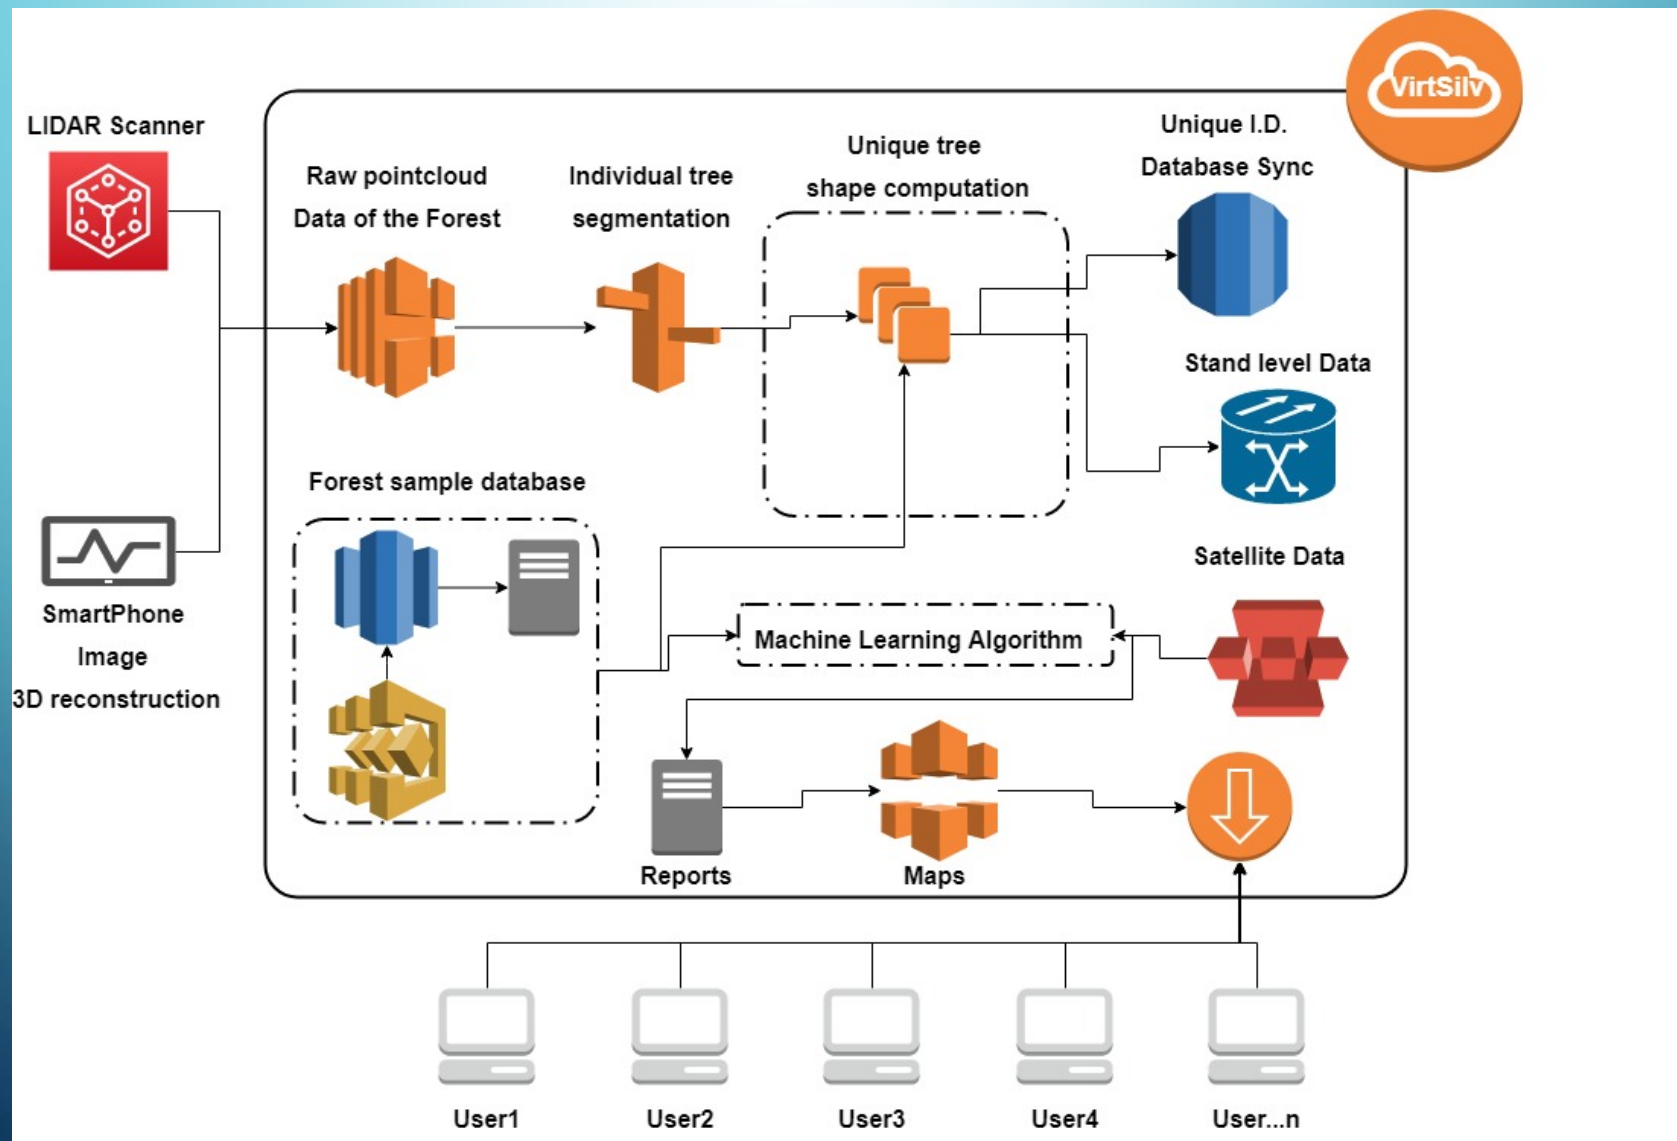 VirtSilv
LIDAR Scanner
Raw pointcloud
Data of the Forest
Individual tree
segmentation
Unique tree
shape computation
Unique I.D.
Database Sync
Stand level Data
Forest sample database
SmartPhone
Image
3D reconstruction
Machine Learning Algorithm
Satellite Data
Reports
Maps
User1
User2
User3
User4
User...n